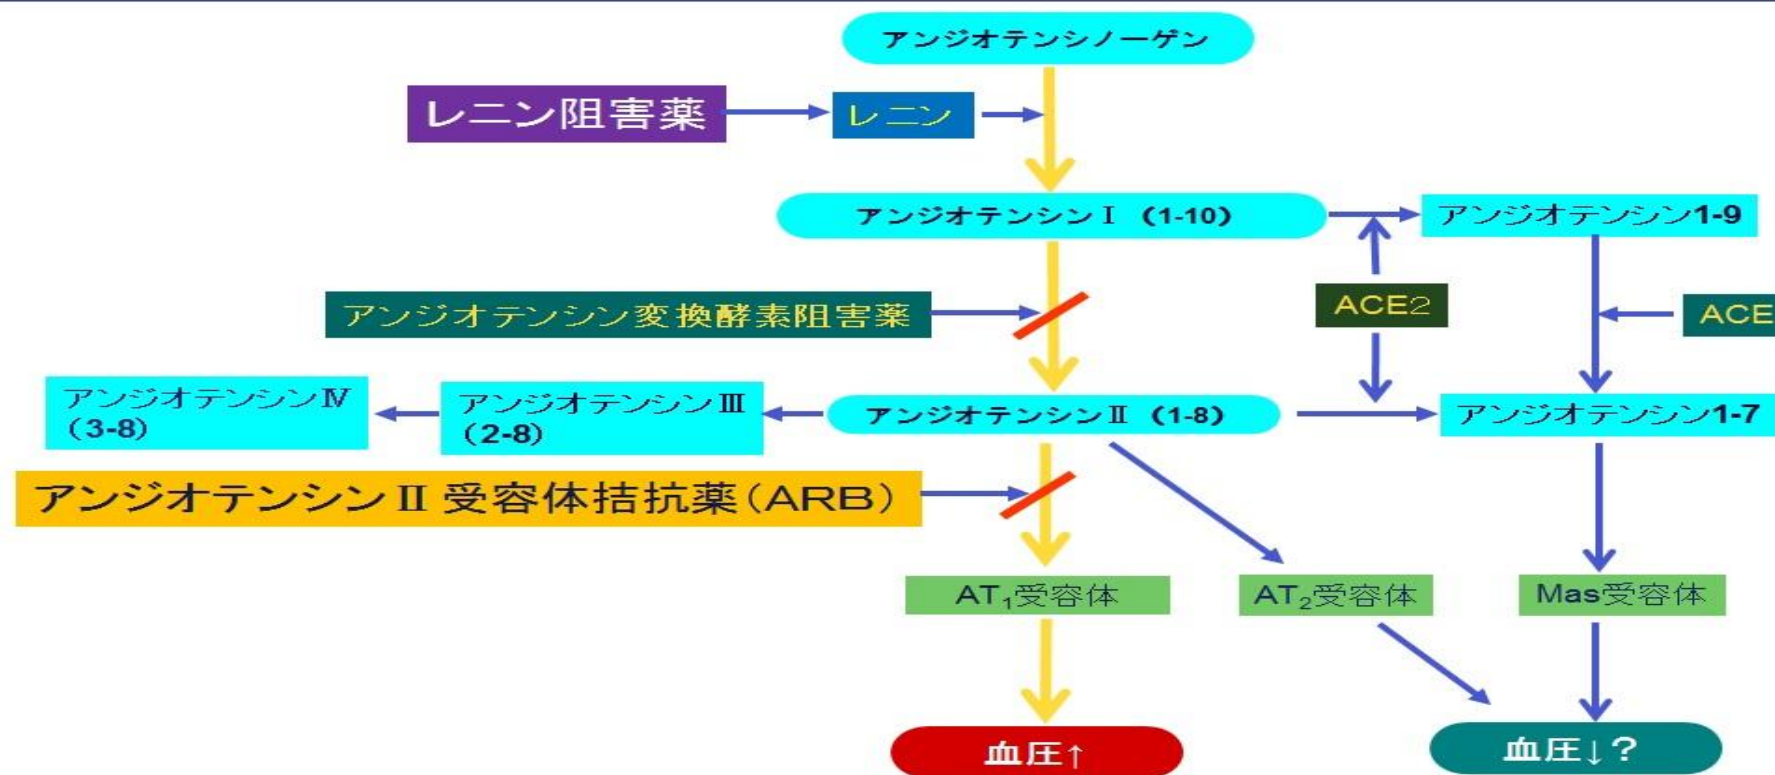 アンジオテンシノーゲン
レニン阻害薬
レニン
アンジオテンシンⅠ (1-10)
アンジオテンシン1-9
アンジオテンシン変換酵素阻害薬
ACE2
ACE
アンジオテンシンⅣ
(3-8)
アンジオテンシンⅢ
(2-8)
アンジオテンシンⅡ (1-8)
アンジオテンシン1-7
アンジオテンシンⅡ 受容体拮抗薬(ARB)
AT₁受容体
AT₂受容体
Mas受容体
血圧↑
血圧↓?